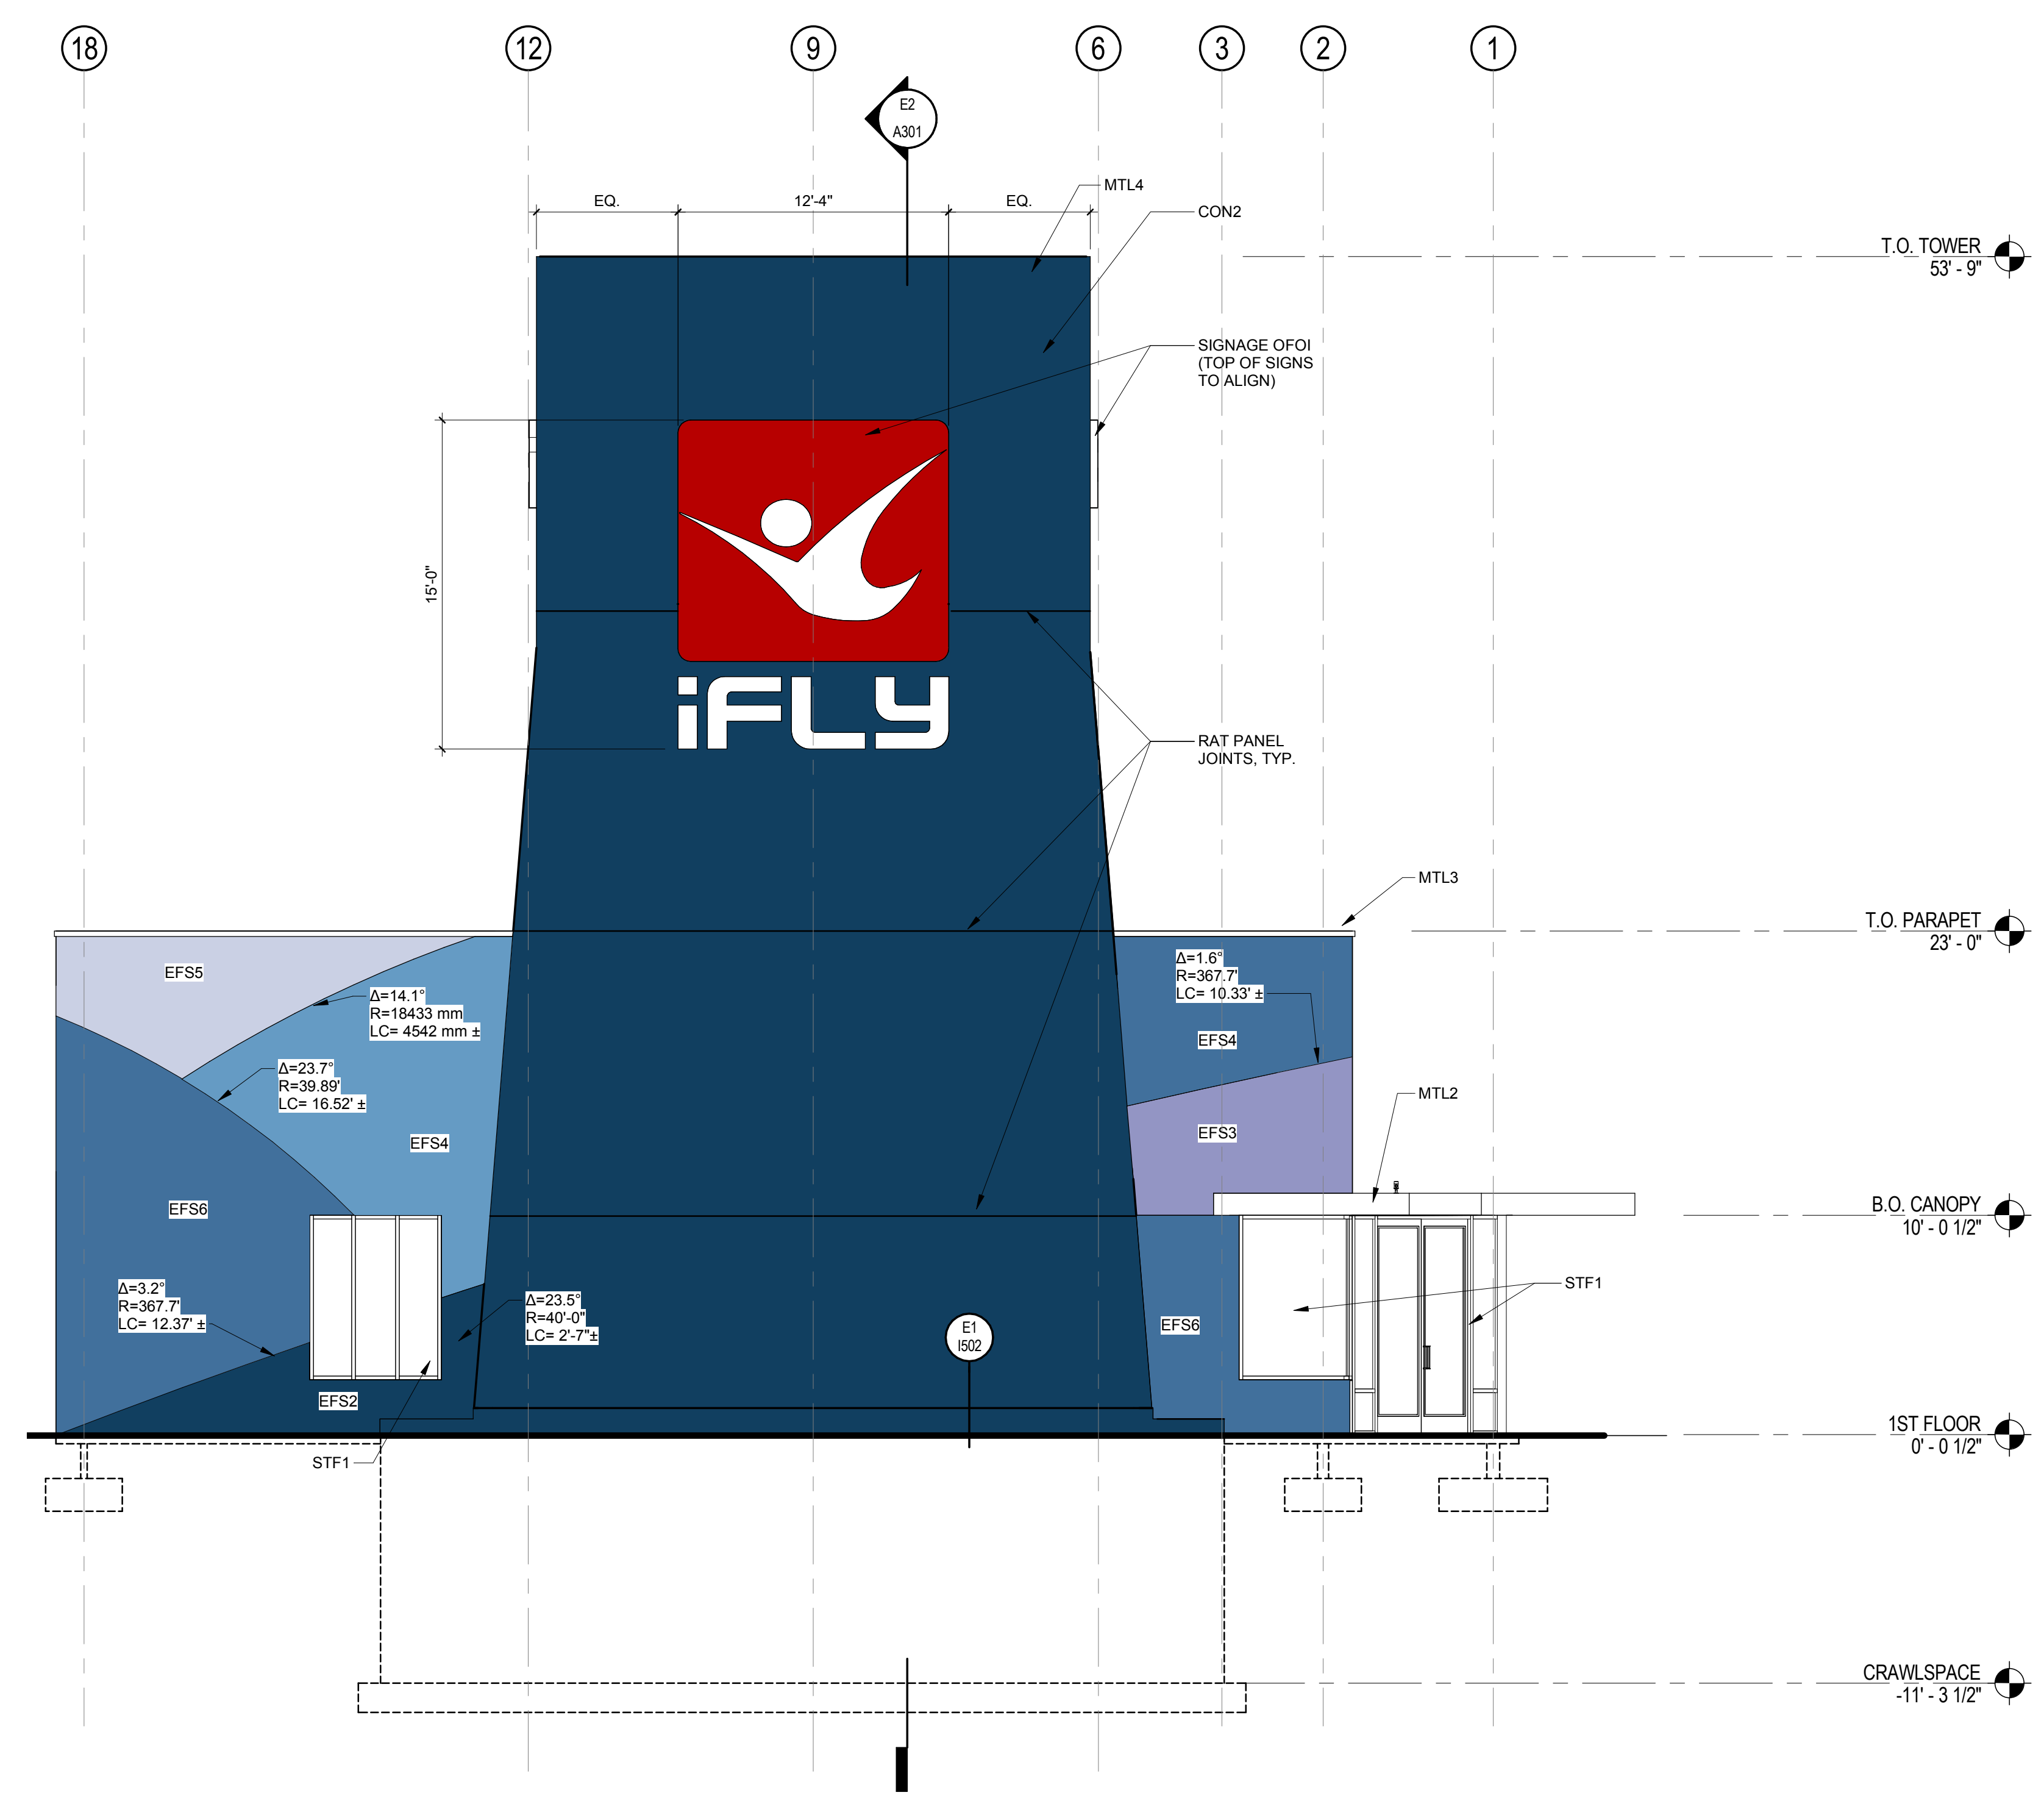 18
12
9
6
3
2
1
E2
A301
MTL4
EQ.
12'-4"
EQ.
CON2
T.O. TOWER
53' - 9"
SIGNAGE OFOI
(TOP OF SIGNS
TO ALIGN)
15'-0"
iFLY
RAT PANEL
JOINTS, TYP.
MTL3
T.O. PARAPET
23' - 0"
EFS5
Δ=14.1°
R=18433 mm
LC= 4542 mm ±
Δ=1.6°
R=367.7'
LC= 10.33' ±
EFS4
Δ=23.7°
R=39.89'
LC= 16.52' ±
MTL2
EFS3
EFS4
EFS6
B.O. CANOPY
10' - 0 1/2"
Δ=3.2°
R=367.7'
LC= 12.37' ±
Δ=23.5°
R=40'-0"
LC= 2'-7"±
STF1
E1
I502
EFS6
EFS2
1ST FLOOR
0' - 0 1/2"
STF1
CRAWLSPACE
-11' - 3 1/2"